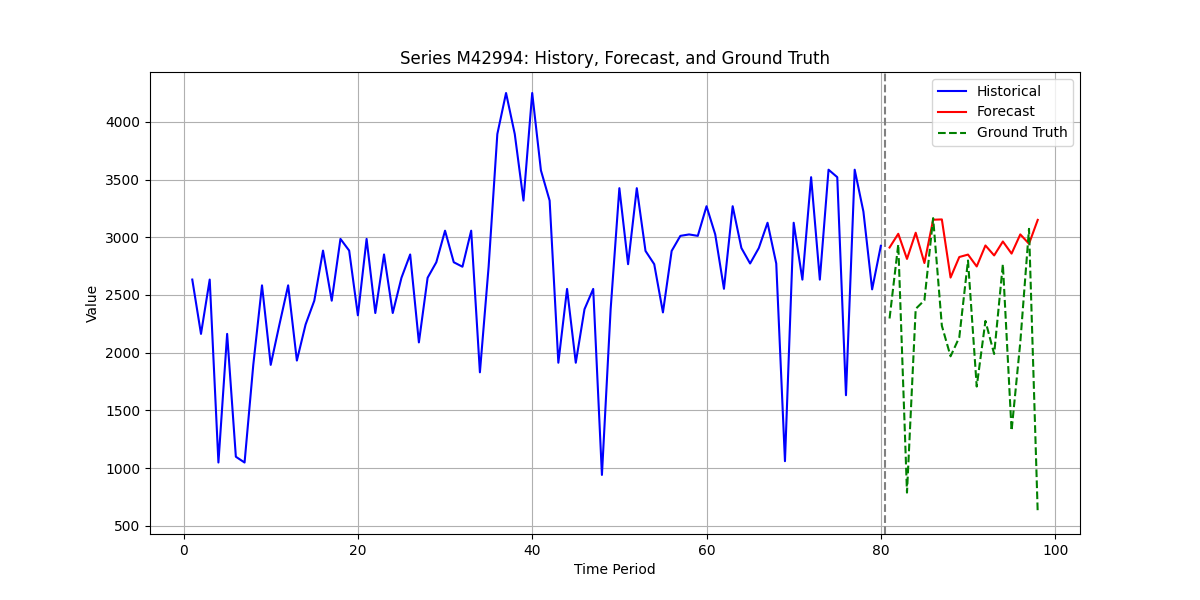 Series M42994: History, Forecast, and Ground Truth
Historical
Forecast
Ground Truth
Value
4000
3500
3000
2500
2000
1500
1000
500
0 20 40 60 80 100
Time Period